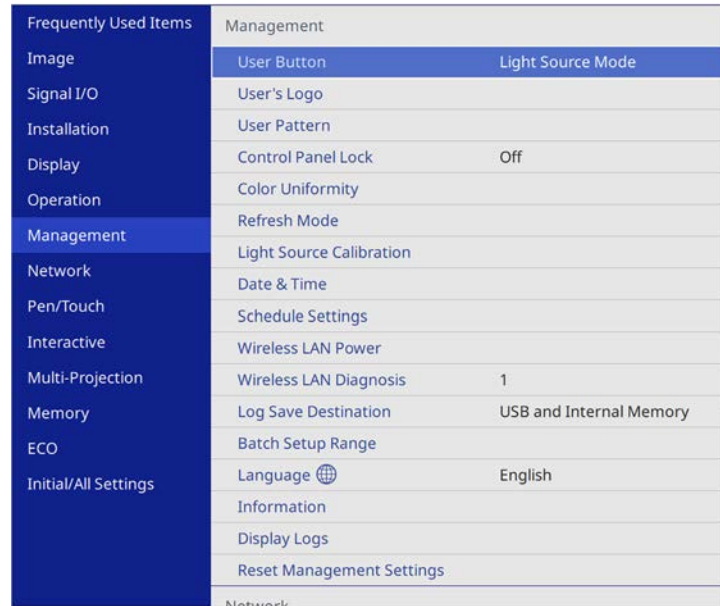 Frequently Used Items
Image
Signal I/O
Installation
Display
Operation
Management
Network
Pen/Touch
Interactive
Multi-Projection
Memory
ECO
Initial/All Settings
Management
User Button Light Source Mode
User's Logo
User Pattern
Control Panel Lock Off
Color Uniformity
Refresh Mode
Light Source Calibration
Date & Time
Schedule Settings
Wireless LAN Power
Wireless LAN Diagnosis 1
Log Save Destination USB and Internal Memory
Batch Setup Range
Language English
Information
Display Logs
Reset Management Settings
Network